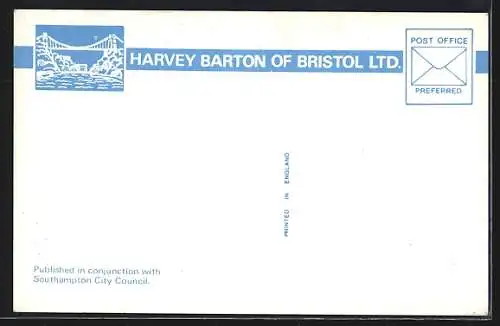 HARVEY BARTON OF BRISTOL LTD.
POST OFFICE
PREFERRED
PRINTED IN ENGLAND
Published in conjunction with
Southampton City Council.